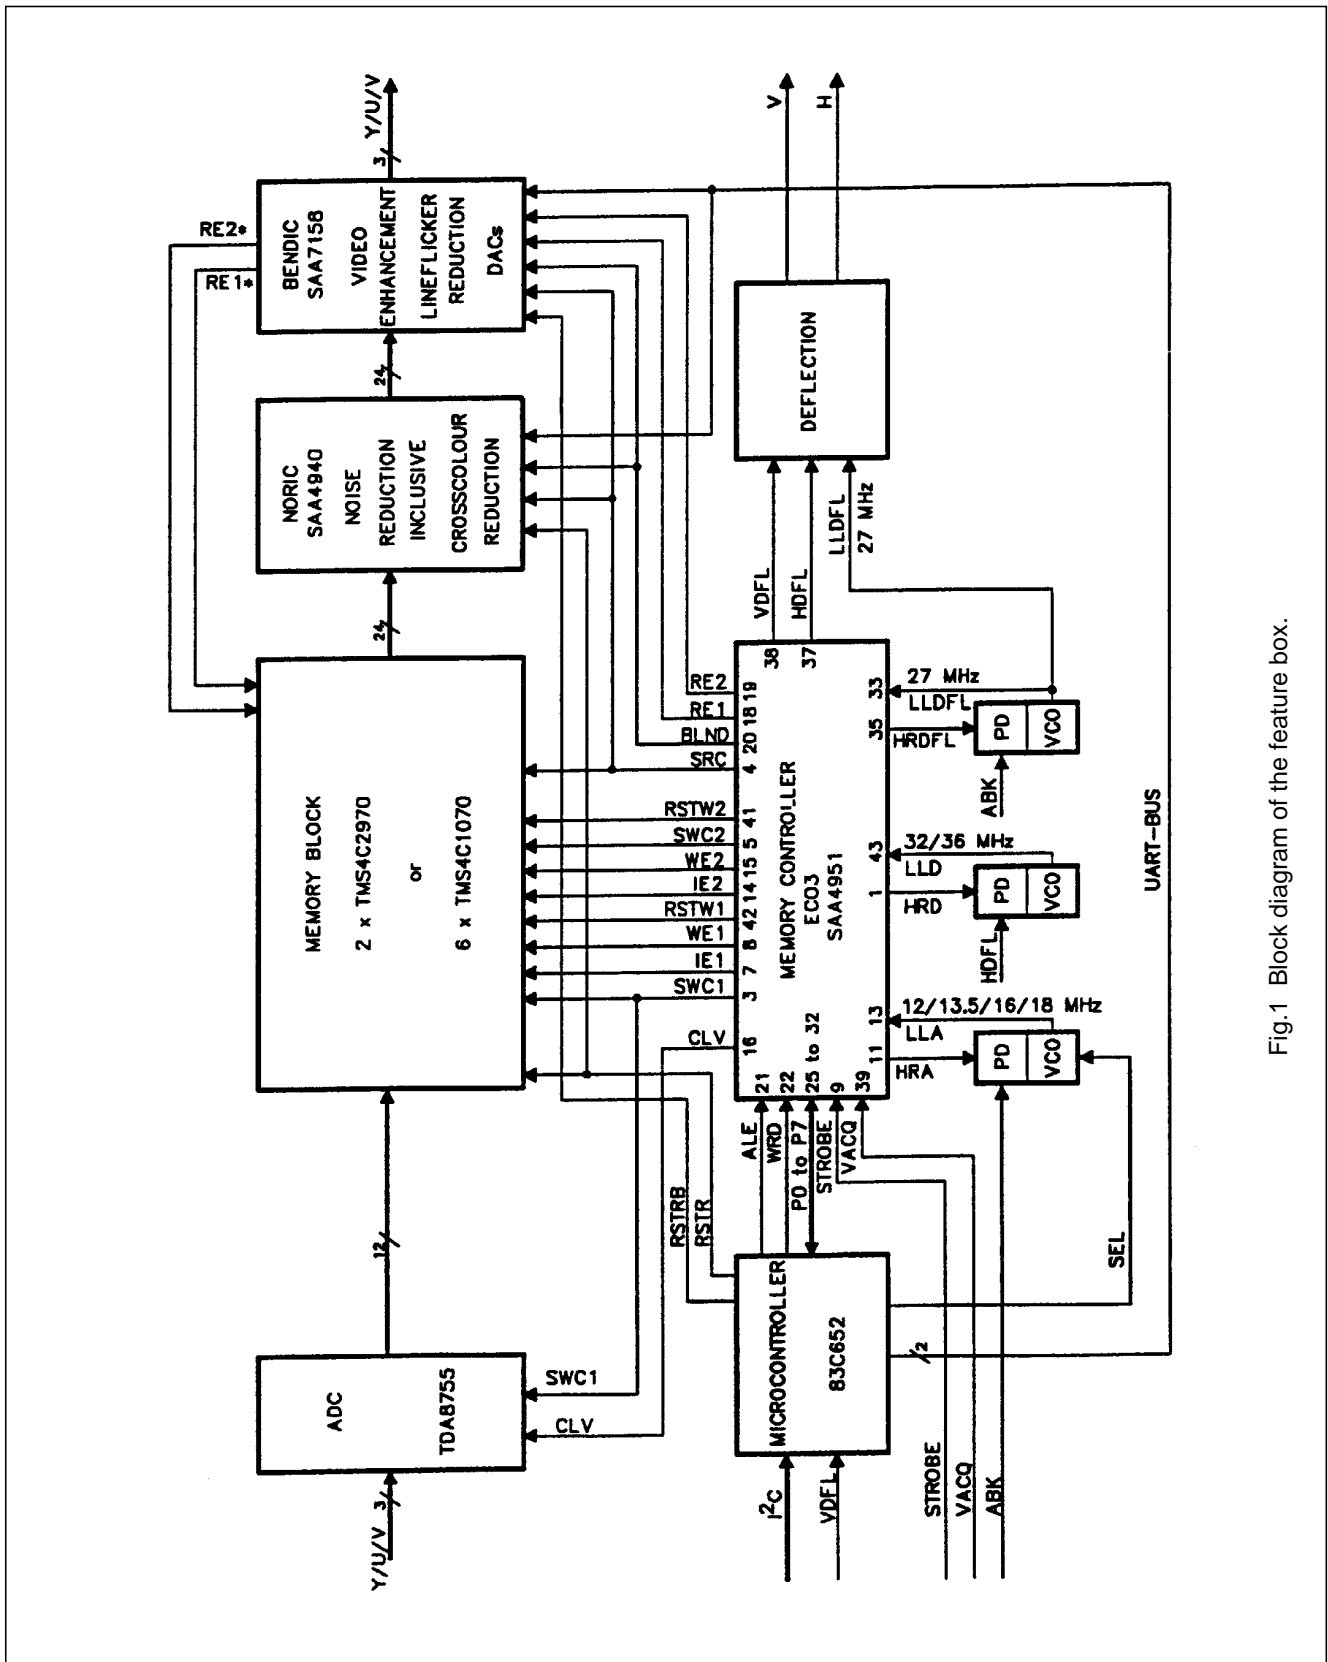 Y/U/V
3
ADC
TDA8755
SWC1
CLV
12
MEMORY BLOCK
2 x TMS4C2970
or
6 x TMS4C1070
24
NORIC
SAA4940
NOISE
REDUCTION
INCLUSIVE
CROSSCOLOUR
REDUCTION
24
BENDIC
SAA7158
VIDEO
ENHANCEMENT
LINEFLICKER
REDUCTION
DACs
RE2*
RE1*
3
Y/U/V
RSTRB
RSTR
CLV
SWC1
IE1
WE1
RSTW1
IE2
WE2
SWC2
RSTW2
SRC
BLND
RE1
RE2
16
3
7
8
42
14
15
5
41
4
20
18
19
I²C
VDFL
MICROCONTROLLER
83C652
2
ALE
WRD
P0 to P7
STROBE
VACQ
21
22
25 to 32
9
39
MEMORY CONTROLLER
ECO3
SAA4951
38
37
VDFL
HDFL
LLDFL
27 MHz
DEFLECTION
V
H
11
13
1
43
35
33
HRA
LLA
12/13.5/16/18 MHz
HRD
LLD
32/36 MHz
HRDFL
LLDFL
27 MHz
PD
VCO
HDFL
PD
VCO
ABK
PD
VCO
STROBE
VACQ
ABK
SEL
UART-BUS
Fig.1 Block diagram of the feature box.